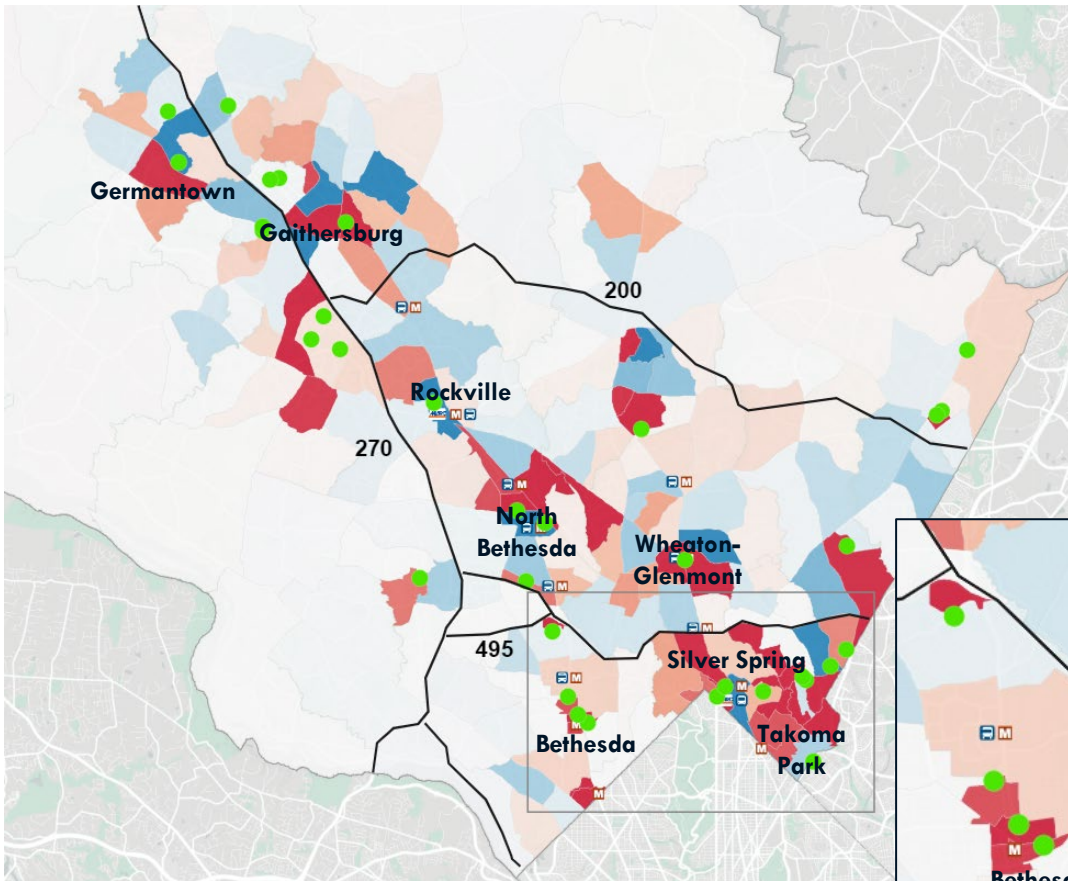 Germantown
Gaithersburg
200
Rockville
270
North
Bethesda
Wheaton-
Glenmont
495
Silver Spring
Bethesda
Takoma
Park
M
M
M
M
M
M
M
M
M
M
M
M
M
M